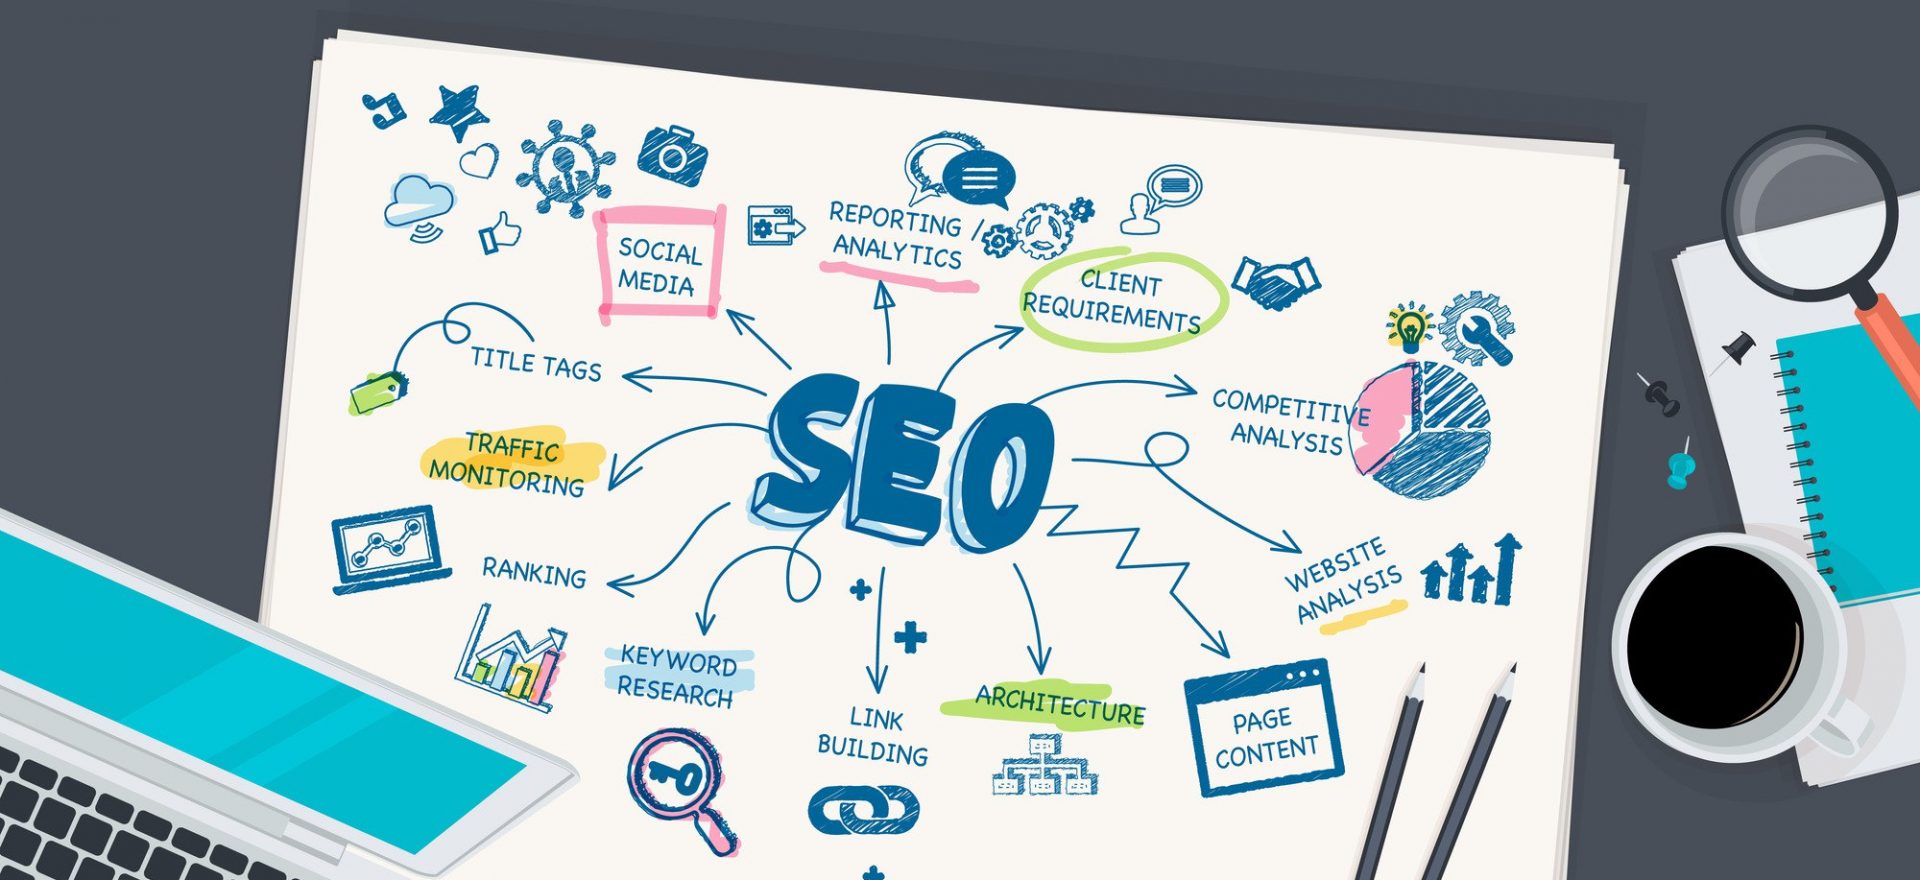 SOCIAL
MEDIA
REPORTING /
ANALYTICS
CLIENT
REQUIREMENTS
TITLE TAGS
SEO
COMPETITIVE
ANALYSIS
TRAFFIC
MONITORING
RANKING
WEBSITE
ANALYSIS
KEYWORD
RESEARCH
LINK
BUILDING
ARCHITECTURE
PAGE
CONTENT